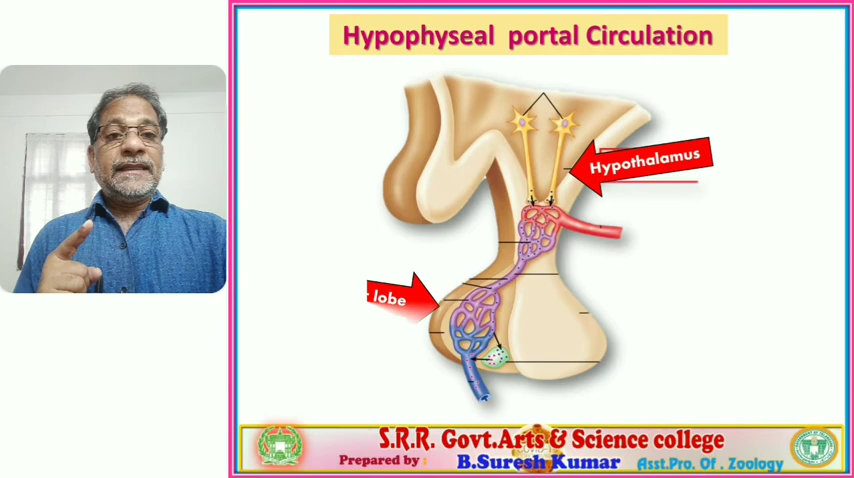 Hypophyseal portal Circulation
Hypothalamus
lobe
S.R.R. Govt.Arts & Science college
Prepared by : B.Suresh Kumar Asst.Pro. Of . Zoology